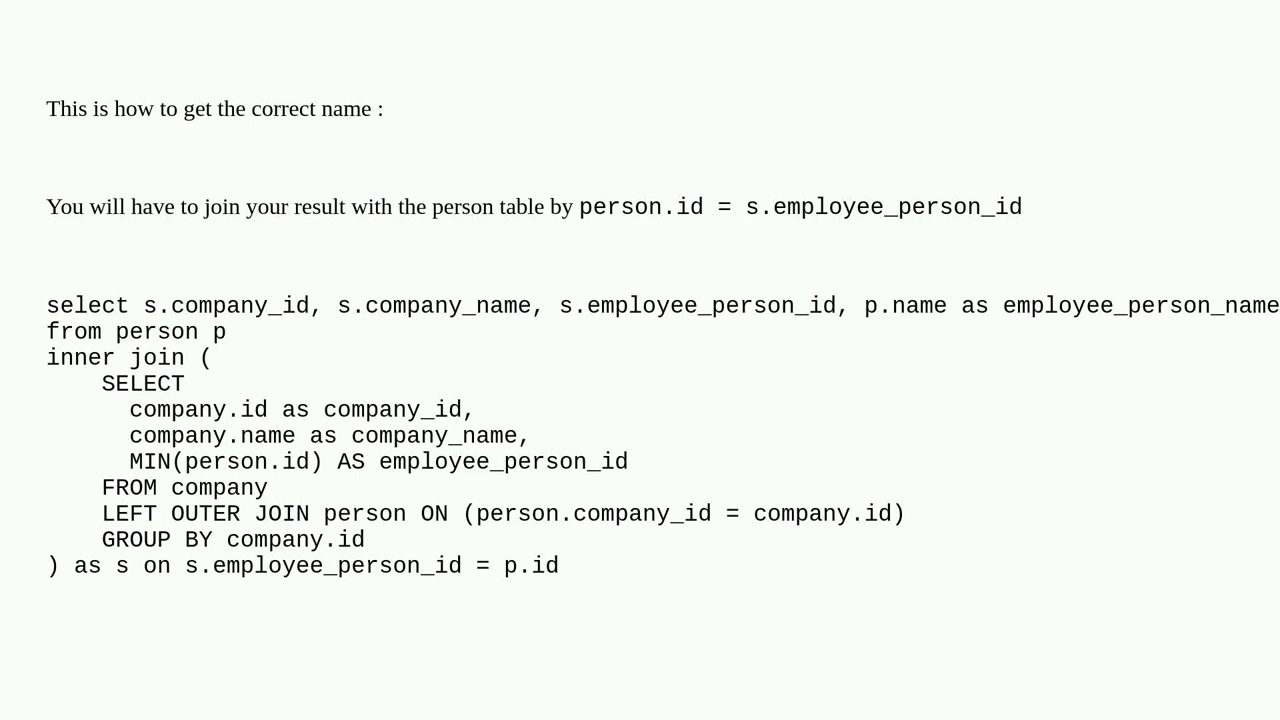 This is how to get the correct name :
You will have to join your result with the person table by person.id = s.employee_person_id
select s.company_id, s.company_name, s.employee_person_id, p.name as employee_person_name
from person p
inner join (
    SELECT
      company.id as company_id,
      company.name as company_name,
      MIN(person.id) AS employee_person_id
    FROM company
    LEFT OUTER JOIN person ON (person.company_id = company.id)
    GROUP BY company.id
) as s on s.employee_person_id = p.id